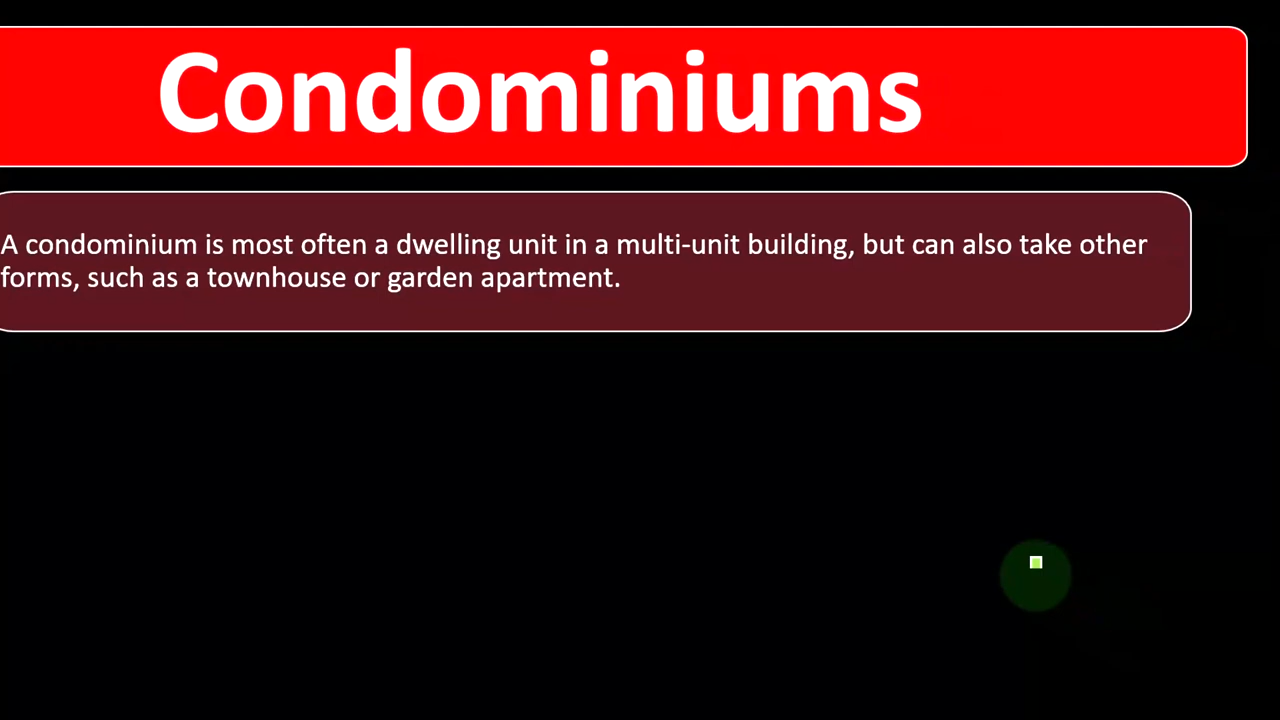 Condominiums
A condominium is most often a dwelling unit in a multi-unit building, but can also take other
forms, such as a townhouse or garden apartment.